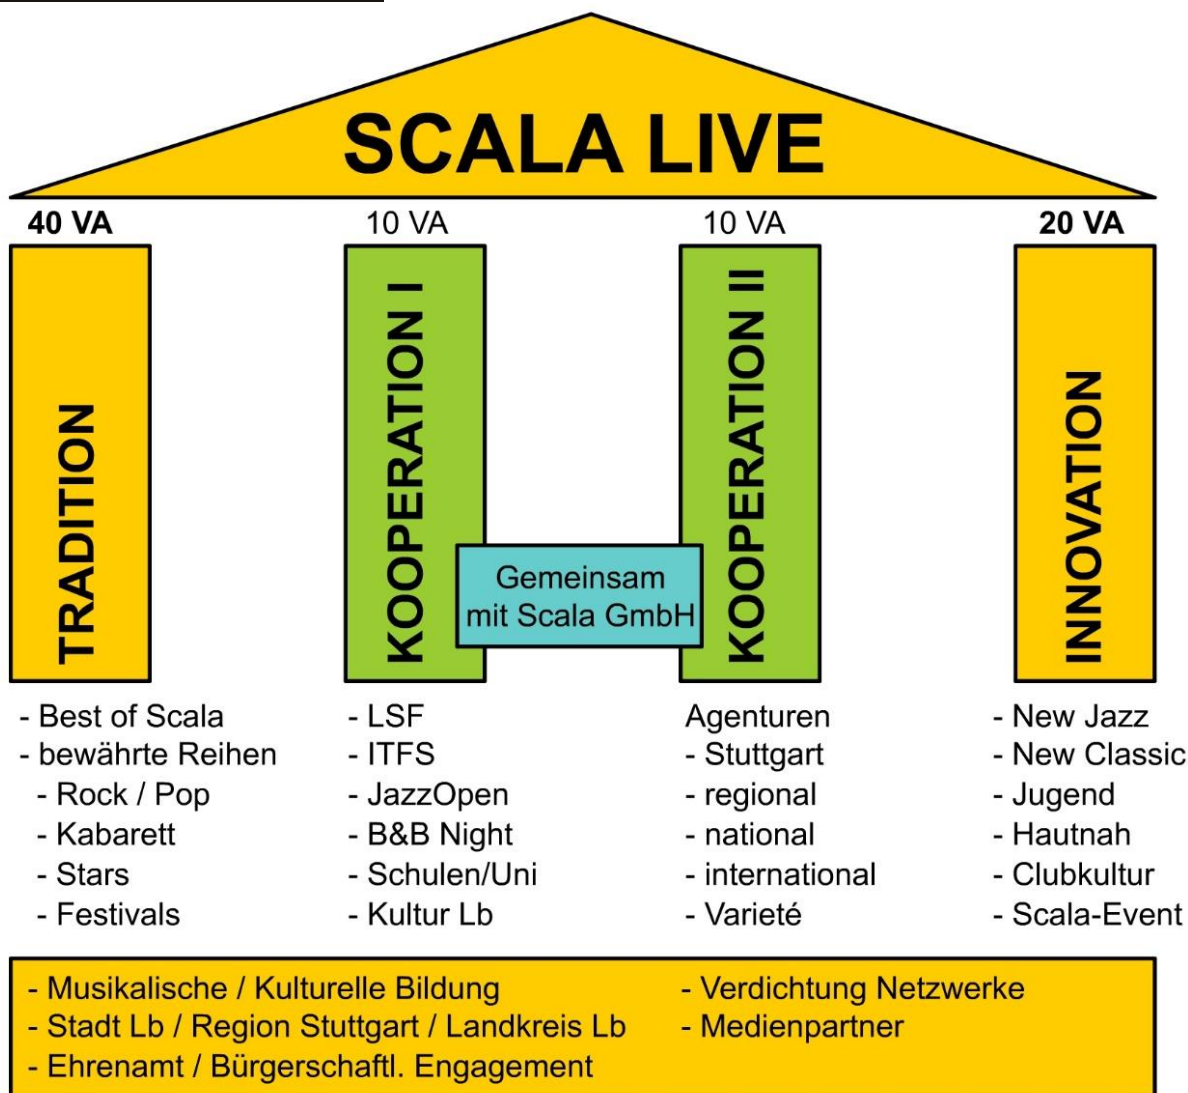 SCALA LIVE
40 VA
10 VA
10 VA
20 VA
TRADITION
KOOPERATION I
KOOPERATION II
INNOVATION
Gemeinsam
mit Scala GmbH
- Best of Scala
- bewährte Reihen
- Rock / Pop
- Kabarett
- Stars
- Festivals
- LSF
- ITFS
- JazzOpen
- B&B Night
- Schulen/Uni
- Kultur Lb
Agenturen
- Stuttgart
- regional
- national
- international
- Varieté
- New Jazz
- New Classic
- Jugend
- Hautnah
- Clubkultur
- Scala-Event
- Musikalische / Kulturelle Bildung
- Stadt Lb / Region Stuttgart / Landkreis Lb
- Ehrenamt / Bürgerschaftl. Engagement
- Verdichtung Netzwerke
- Medienpartner